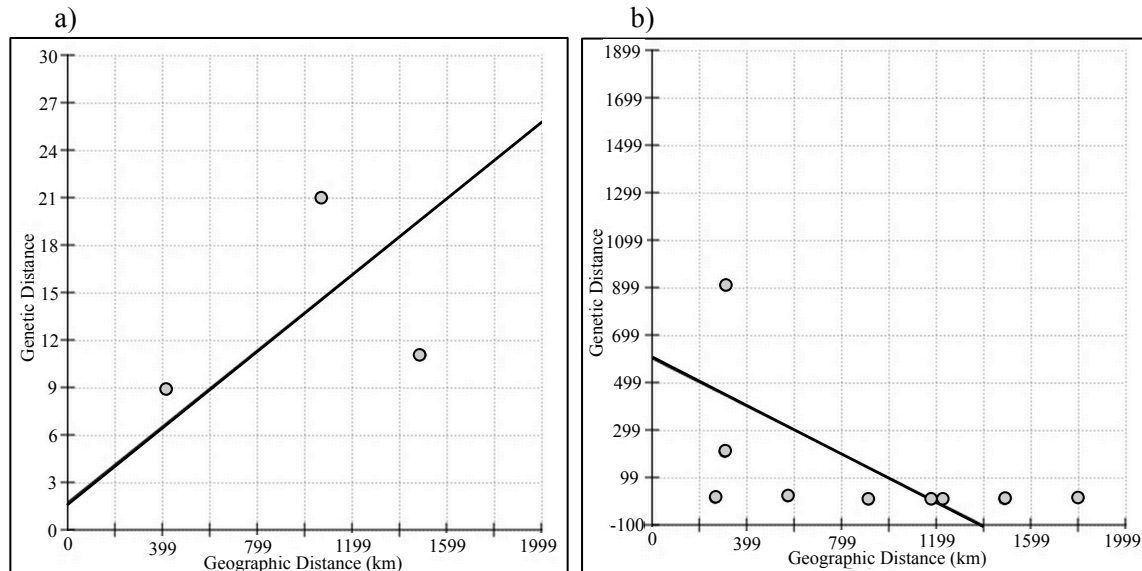 a)
30
27
24
21
18
15
12
9
6
3
0
Genetic Distance
0 399 799 1199 1599 1999
Geographic Distance (km)
b)
1899
1699
1499
1299
1099
899
699
499
299
99
-100
Genetic Distance
399 799 1199 1599 1999
0
Geographic Distance (km)